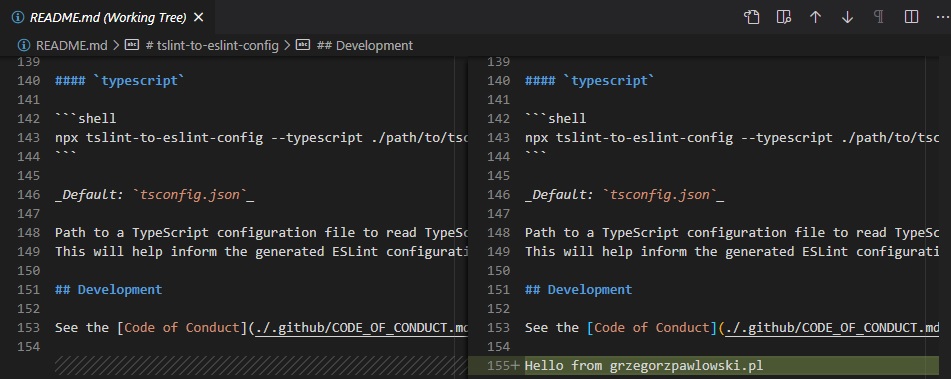 README.md (Working Tree) ×
README.md > # tslint-to-eslint-config > ## Development
139
140 #### `typescript`
141
142 ```shell
143 npx tslint-to-eslint-config --typescript ./path/to/tsc
144 ```
145
146 _Default: `tsconfig.json`_
147
148 Path to a TypeScript configuration file to read TypeSc
149 This will help inform the generated ESLint configurati
150
151 ## Development
152
153 See the [Code of Conduct](./.github/CODE_OF_CONDUCT.md
154
139
140 #### `typescript`
141
142 ```shell
143 npx tslint-to-eslint-config --typescript ./path/to/tsc
144 ```
145
146 _Default: `tsconfig.json`_
147
148 Path to a TypeScript configuration file to read TypeSc
149 This will help inform the generated ESLint configurati
150
151 ## Development
152
153 See the [Code of Conduct](./.github/CODE_OF_CONDUCT.md
154
155+ Hello from grzegorzpawlowski.pl